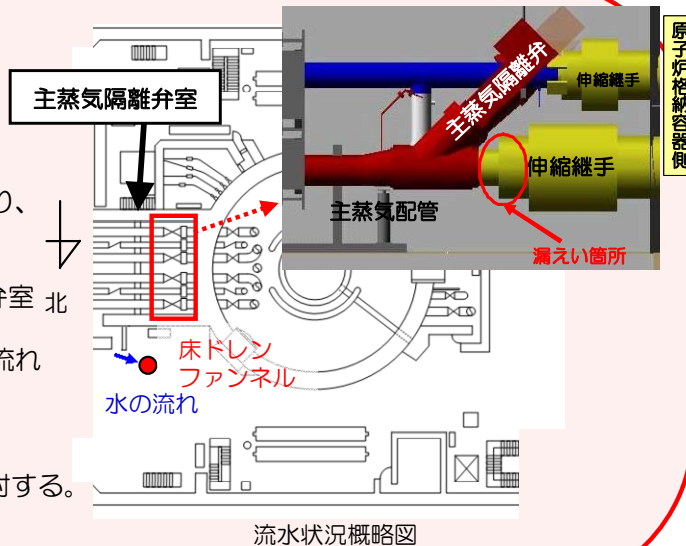 主蒸気隔離弁室
主蒸気隔離弁
伸縮継手
原子炉格納容器側
伸縮継手
主蒸気配管
漏えい箇所
り、
弁室
北
流れ
床ドレン
ファンネル
水の流れ
討する。
流水状況概略図